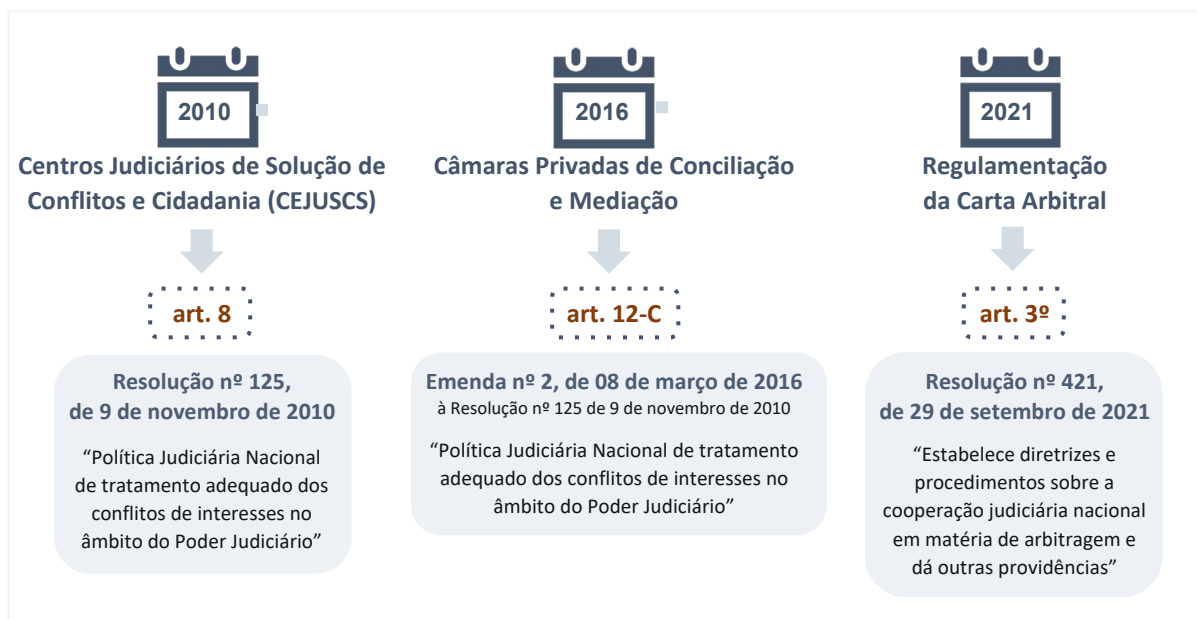 2010
Centros Judiciários de Solução de
Conflitos e Cidadania (CEJUSCS)
art. 8
Resolução nº 125,
de 9 de novembro de 2010
“Política Judiciária Nacional
de tratamento adequado dos
conflitos de interesses no
âmbito do Poder Judiciário”
2016
Câmaras Privadas de Conciliação
e Mediação
art. 12-C
Emenda nº 2, de 08 de março de 2016
à Resolução nº 125 de 9 de novembro de 2010
“Política Judiciária Nacional de tratamento
adequado dos conflitos de interesses no
âmbito do Poder Judiciário”
2021
Regulamentação
da Carta Arbitral
art. 3º
Resolução nº 421,
de 29 de setembro de 2021
“Estabelece diretrizes e
procedimentos sobre a
cooperação judiciária nacional
em matéria de arbitragem e
dá outras providências”